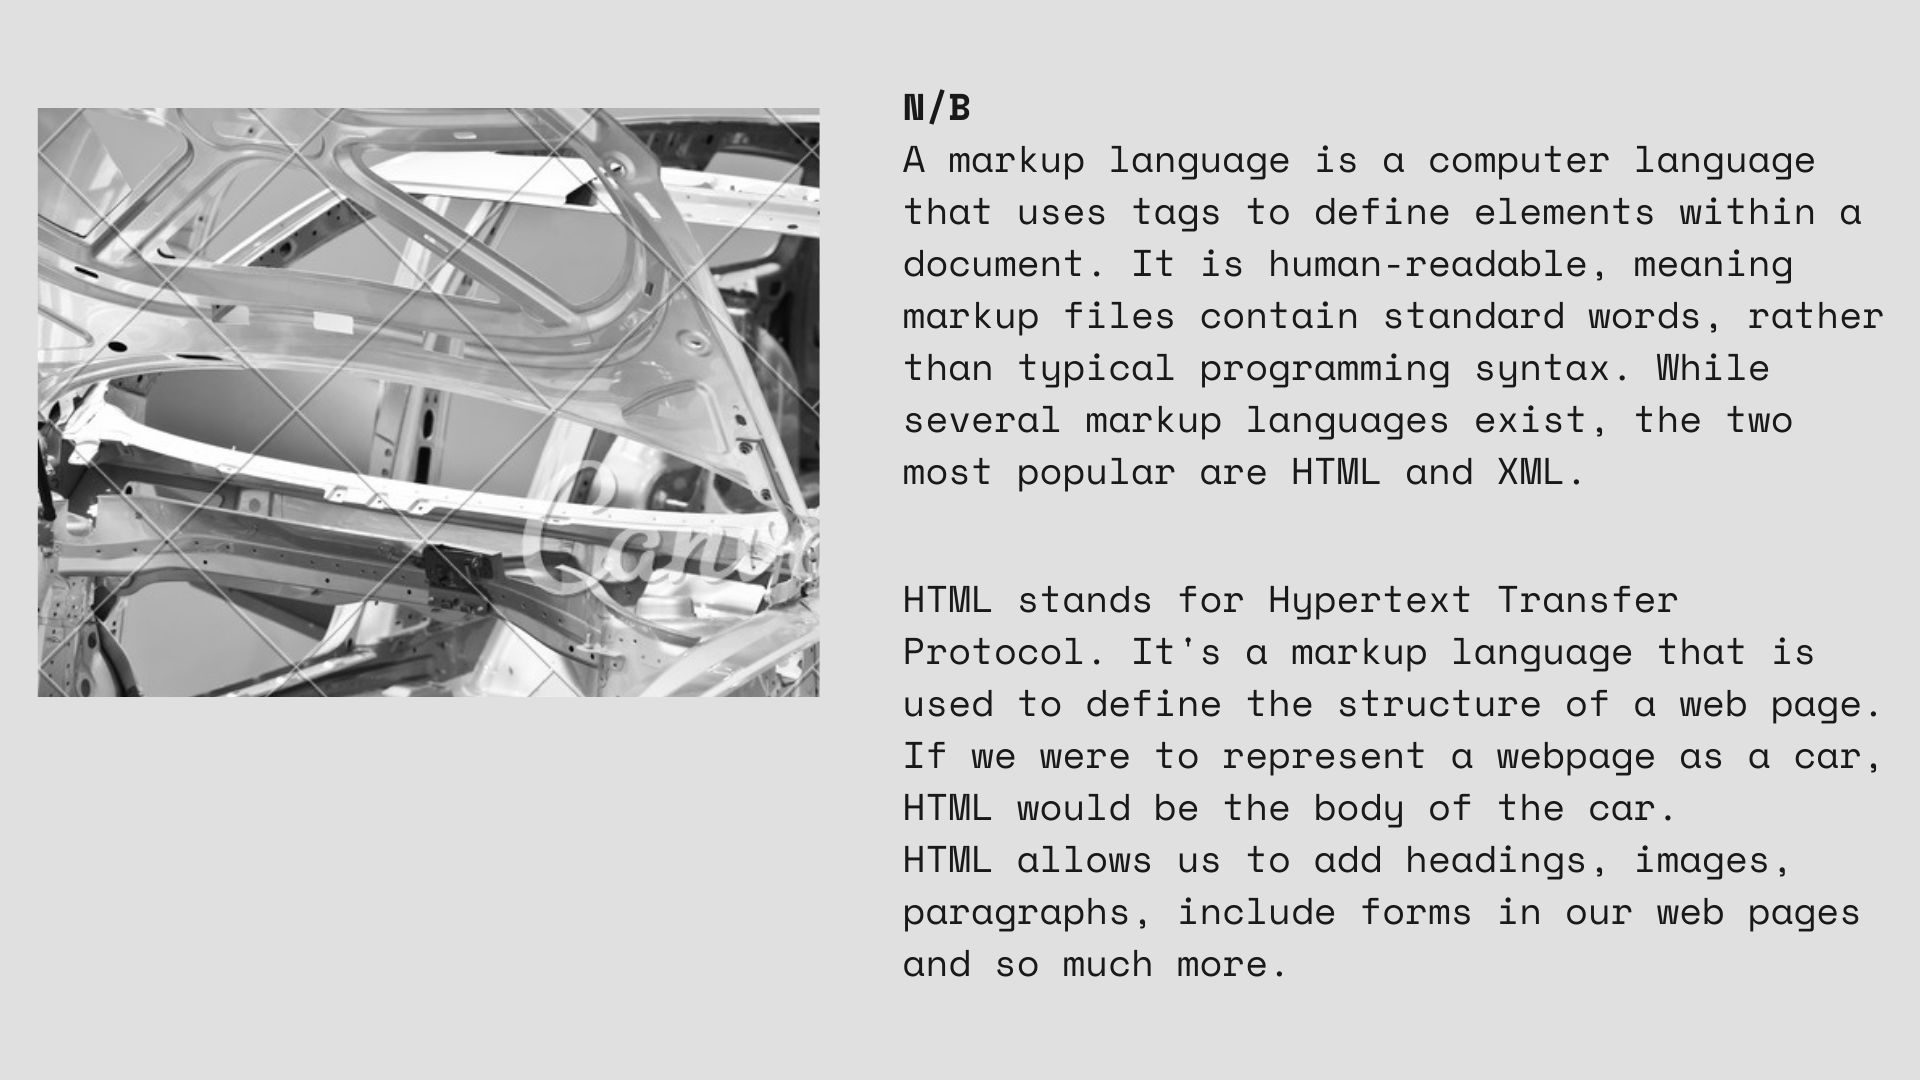 N/B
A markup language is a computer language
that uses tags to define elements within a
document. It is human-readable, meaning
markup files contain standard words, rather
than typical programming syntax. While
several markup languages exist, the two
most popular are HTML and XML.
HTML stands for Hypertext Transfer
Protocol. It's a markup language that is
used to define the structure of a web page.
If we were to represent a webpage as a car,
HTML would be the body of the car.
HTML allows us to add headings, images,
paragraphs, include forms in our web pages
and so much more.
Canva